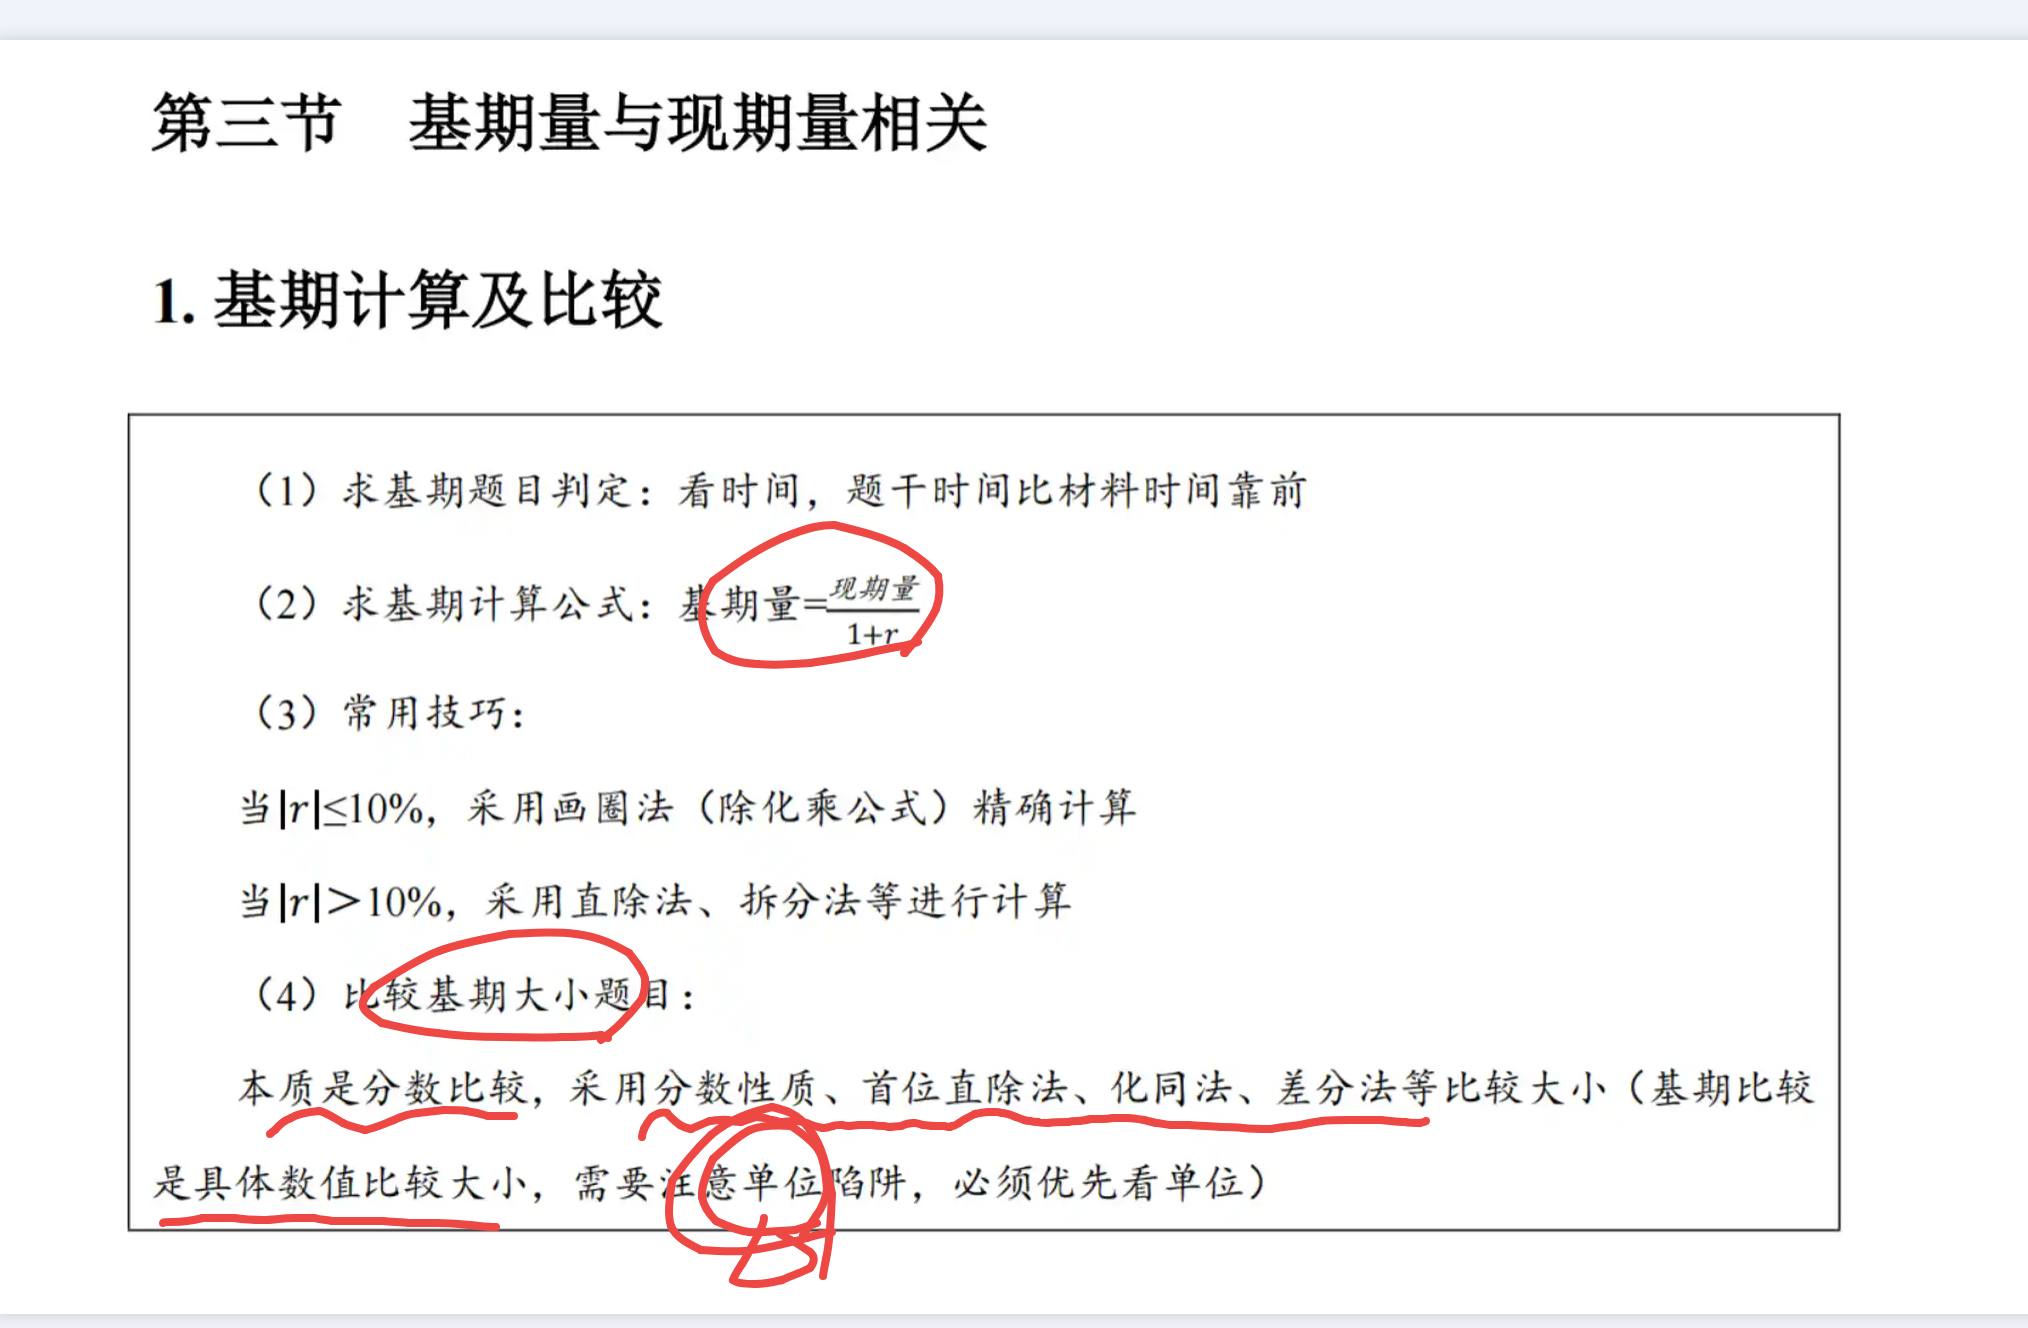 第三节　基期量与现期量相关
1. 基期计算及比较
（1）求基期题目判定：看时间，题干时间比材料时间靠前
（2）求基期计算公式：基期量=现期量/1+r
（3）常用技巧：
当|r|≤10%，采用画圈法（除化乘公式）精确计算
当|r|＞10%，采用直除法、拆分法等进行计算
（4）比较基期大小题目：
本质是分数比较，采用分数性质、首位直除法、化同法、差分法等比较大小（基期比较
是具体数值比较大小，需要注意单位陷阱，必须优先看单位）